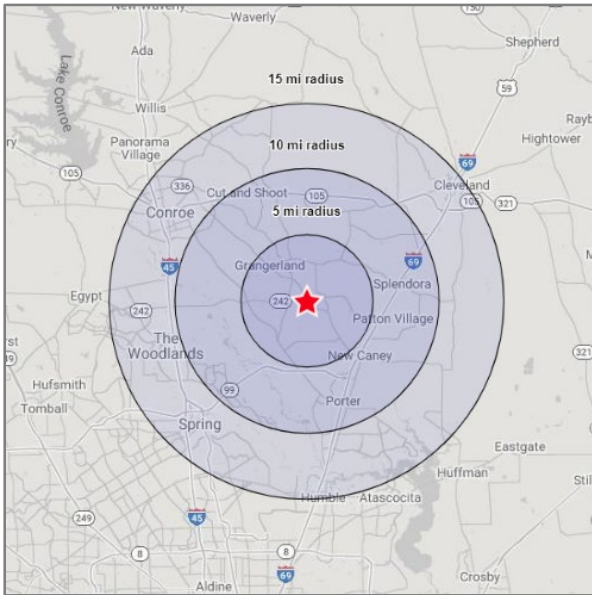 New Waverly
Waverly
150
Shepherd
Ada
59
Lake Conroe
15 mi radius
Willis
Hightower
Panorama
Village
10 mi radius
69
105
336
Cut and Shoot
105
Cleveland
105
321
Conroe
5 mi radius
45
Grangerland
69
Splendora
Egypt
242
242
Patton Village
The
Woodlands
New Caney
321
Hufsmith
99
Porter
Tomball
Spring
Eastgate
Huffman
Humble
Atascocita
249
45
8
8
69
Aldine
Crosby